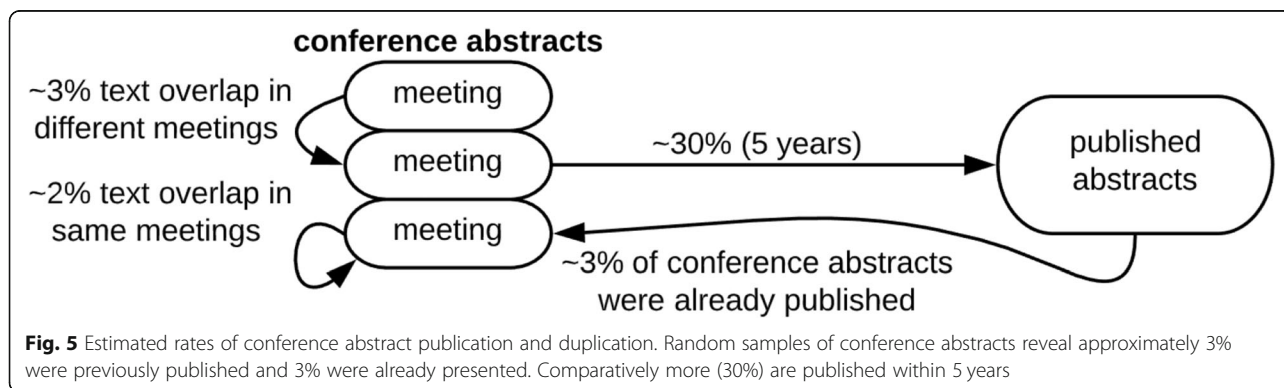 conference abstracts
~3% text overlap in
different meetings
meeting
meeting
~30% (5 years)
published
abstracts
~2% text overlap in
same meetings
meeting
~3% of conference abstracts
were already published
Fig. 5 Estimated rates of conference abstract publication and duplication. Random samples of conference abstracts reveal approximately 3%
were previously published and 3% were already presented. Comparatively more (30%) are published within 5 years